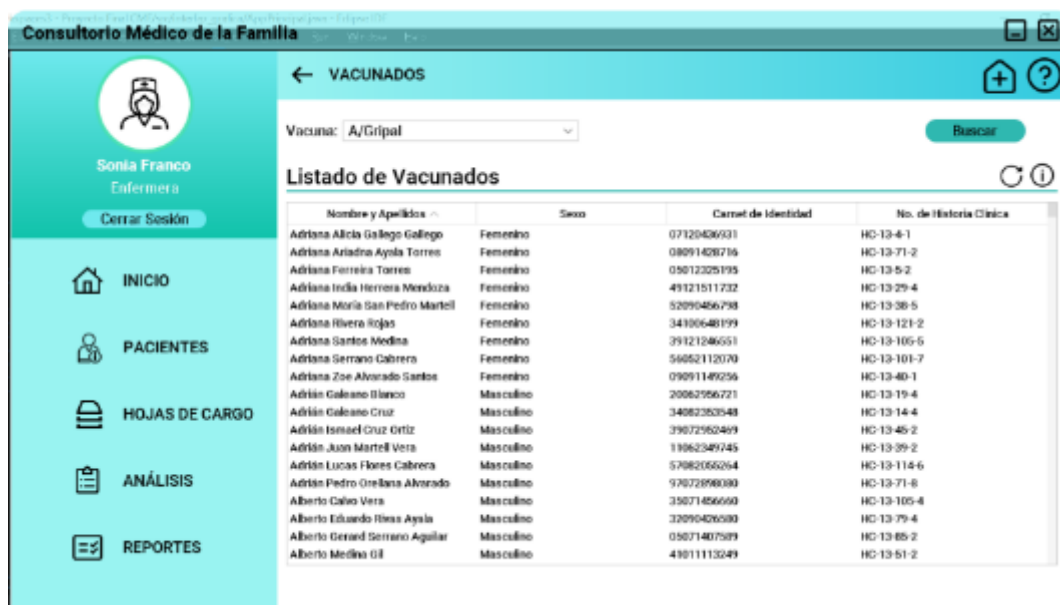 Consultorio Médico de la Familia
VACUNADOS
Vacuna: A/Gripal
Buscar
Sonia Franco
Enfermera
Cerrar Sesión
INICIO
PACIENTES
HOJAS DE CARGO
ANÁLISIS
REPORTES
Listado de Vacunados
Nombre y Apellidos Sexo Carnet de Identidad No. de Historia Clínica
Adriana Alicia Gallego Gallego Femenino 07120436931 HC-13-4-1
Adriana Ariadna Ayala Torres Femenino 08091428716 HC-13-71-2
Adriana Ferreira Torres Femenino 05012325195 HC-13-5-2
Adriana India Herrera Mendoza Femenino 49121511732 HC-13-29-4
Adriana María San Pedro Martell Femenino 52090456798 HC-13-38-5
Adriana Rivera Rojas Femenino 34100648199 HC-13-121-2
Adriana Santos Medina Femenino 39121246551 HC-13-105-5
Adriana Serrano Cabrera Femenino 56052112070 HC-13-101-7
Adriana Zoe Alvarado Santos Femenino 09091149256 HC-13-40-1
Adrián Galeano Blanco Masculino 20062956721 HC-13-19-4
Adrián Galeano Cruz Masculino 34082353548 HC-13-14-4
Adrián Ismael Cruz Ortiz Masculino 39072952469 HC-13-45-2
Adrián Juan Martell Vera Masculino 11062349745 HC-13-39-2
Adrián Lucas Flores Cabrera Masculino 57082055264 HC-13-114-6
Adrián Pedro Orellana Alvarado Masculino 97072898080 HC-13-71-8
Alberto Calvo Vera Masculino 35071456660 HC-13-105-4
Alberto Eduardo Rivas Ayala Masculino 32090426580 HC-13-79-4
Alberto Gerard Serrano Aguilar Masculino 05071407589 HC-13-85-2
Alberto Medina Gil Masculino 41011113249 HC-13-51-2